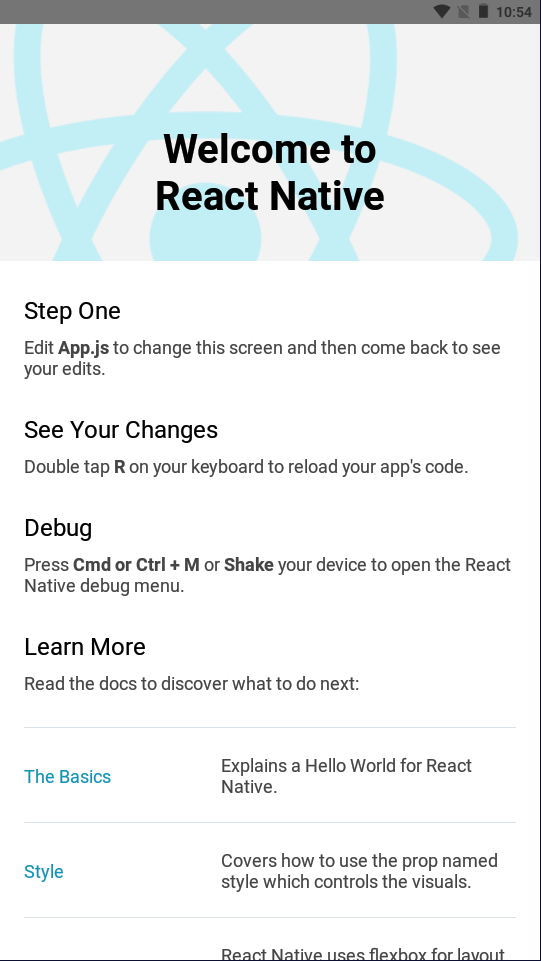 10:54
Welcome to
React Native
Step One
Edit App.js to change this screen and then come back to see
your edits.
See Your Changes
Double tap R on your keyboard to reload your app's code.
Debug
Press Cmd or Ctrl + M or Shake your device to open the React
Native debug menu.
Learn More
Read the docs to discover what to do next:
The Basics
Explains a Hello World for React
Native.
Style
Covers how to use the prop named
style which controls the visuals.
React Native uses flexbox for layout